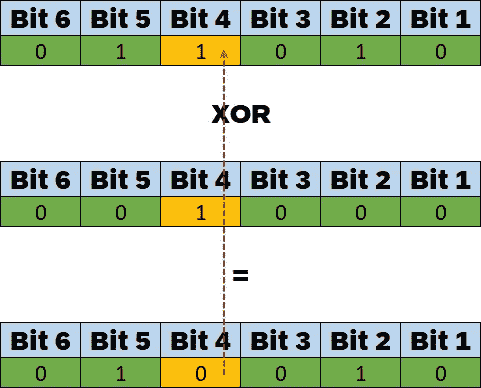 Bit 6 Bit 5 Bit 4 Bit 3 Bit 2 Bit 1
0 1 1 0 1 0
XOR
Bit 6 Bit 5 Bit 4 Bit 3 Bit 2 Bit 1
0 0 1 0 0 0
=
Bit 6 Bit 5 Bit 4 Bit 3 Bit 2 Bit 1
0 1 0 0 1 0